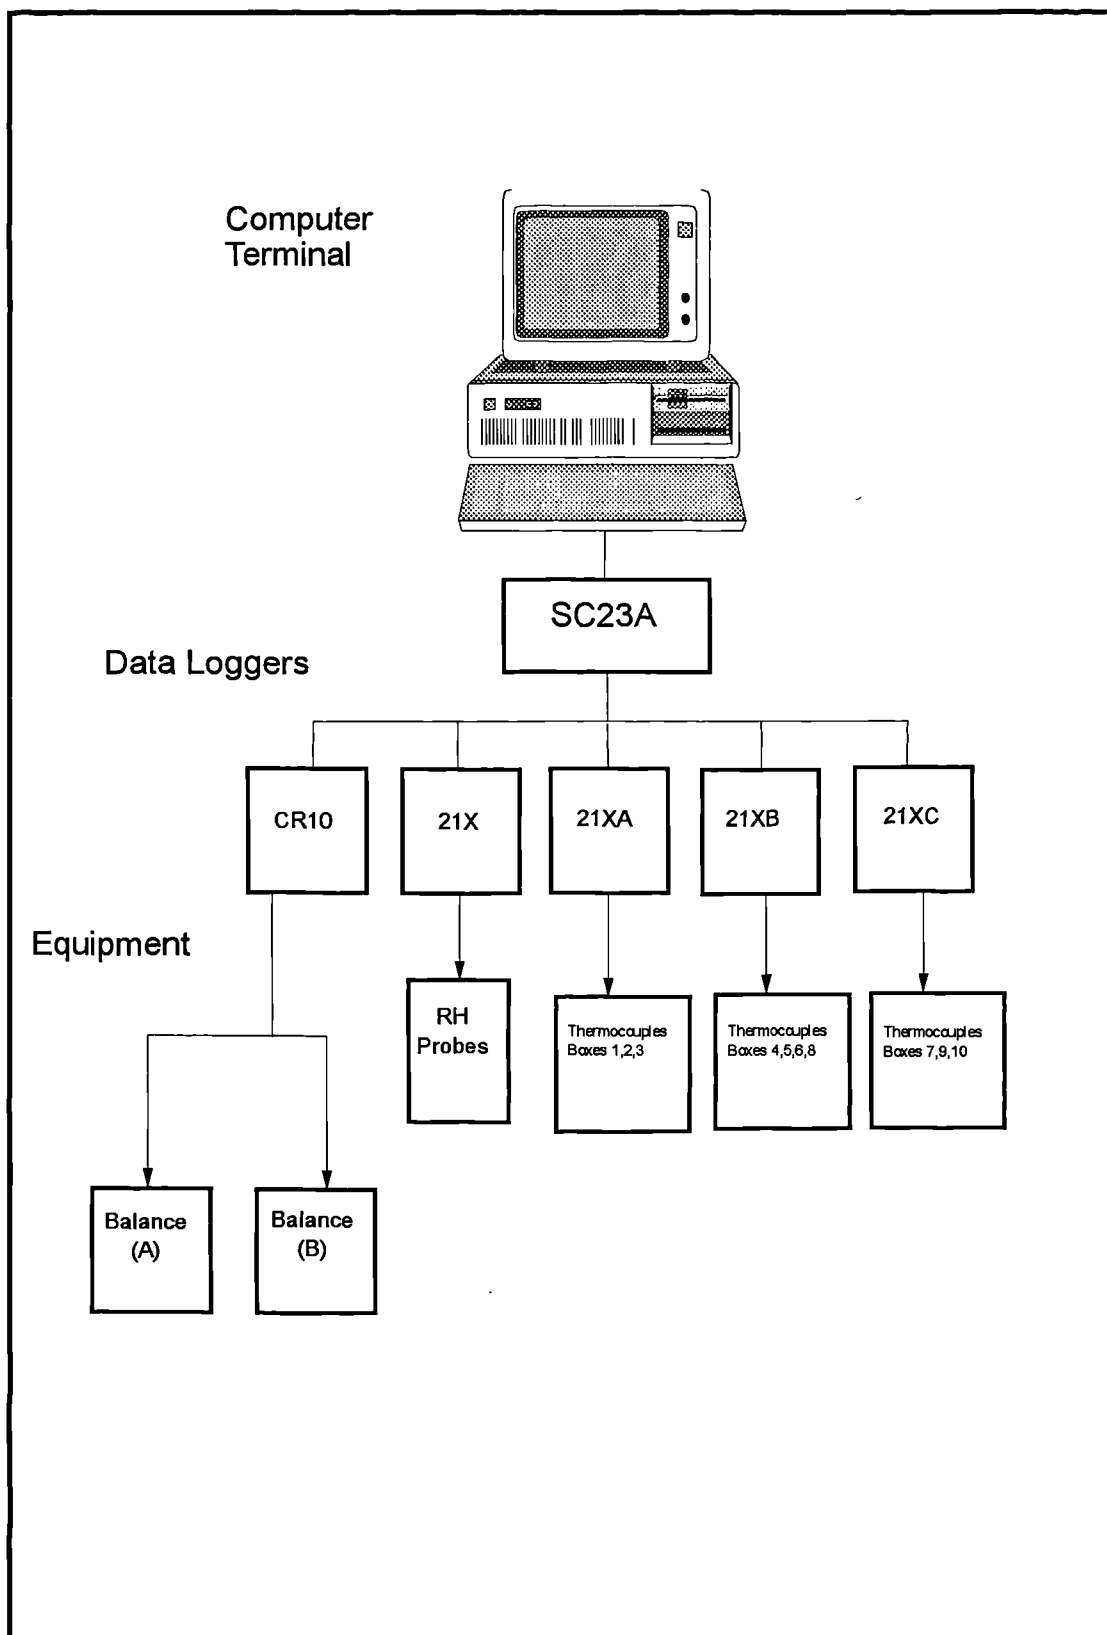 Computer
Terminal
SC23A
Data Loggers
CR10
21X
21XA
21XB
21XC
Equipment
RH
Probes
Thermocouples
Boxes 1,2,3
Thermocouples
Boxes 4,5,6,8
Thermocouples
Boxes 7,9,10
Balance
(A)
Balance
(B)